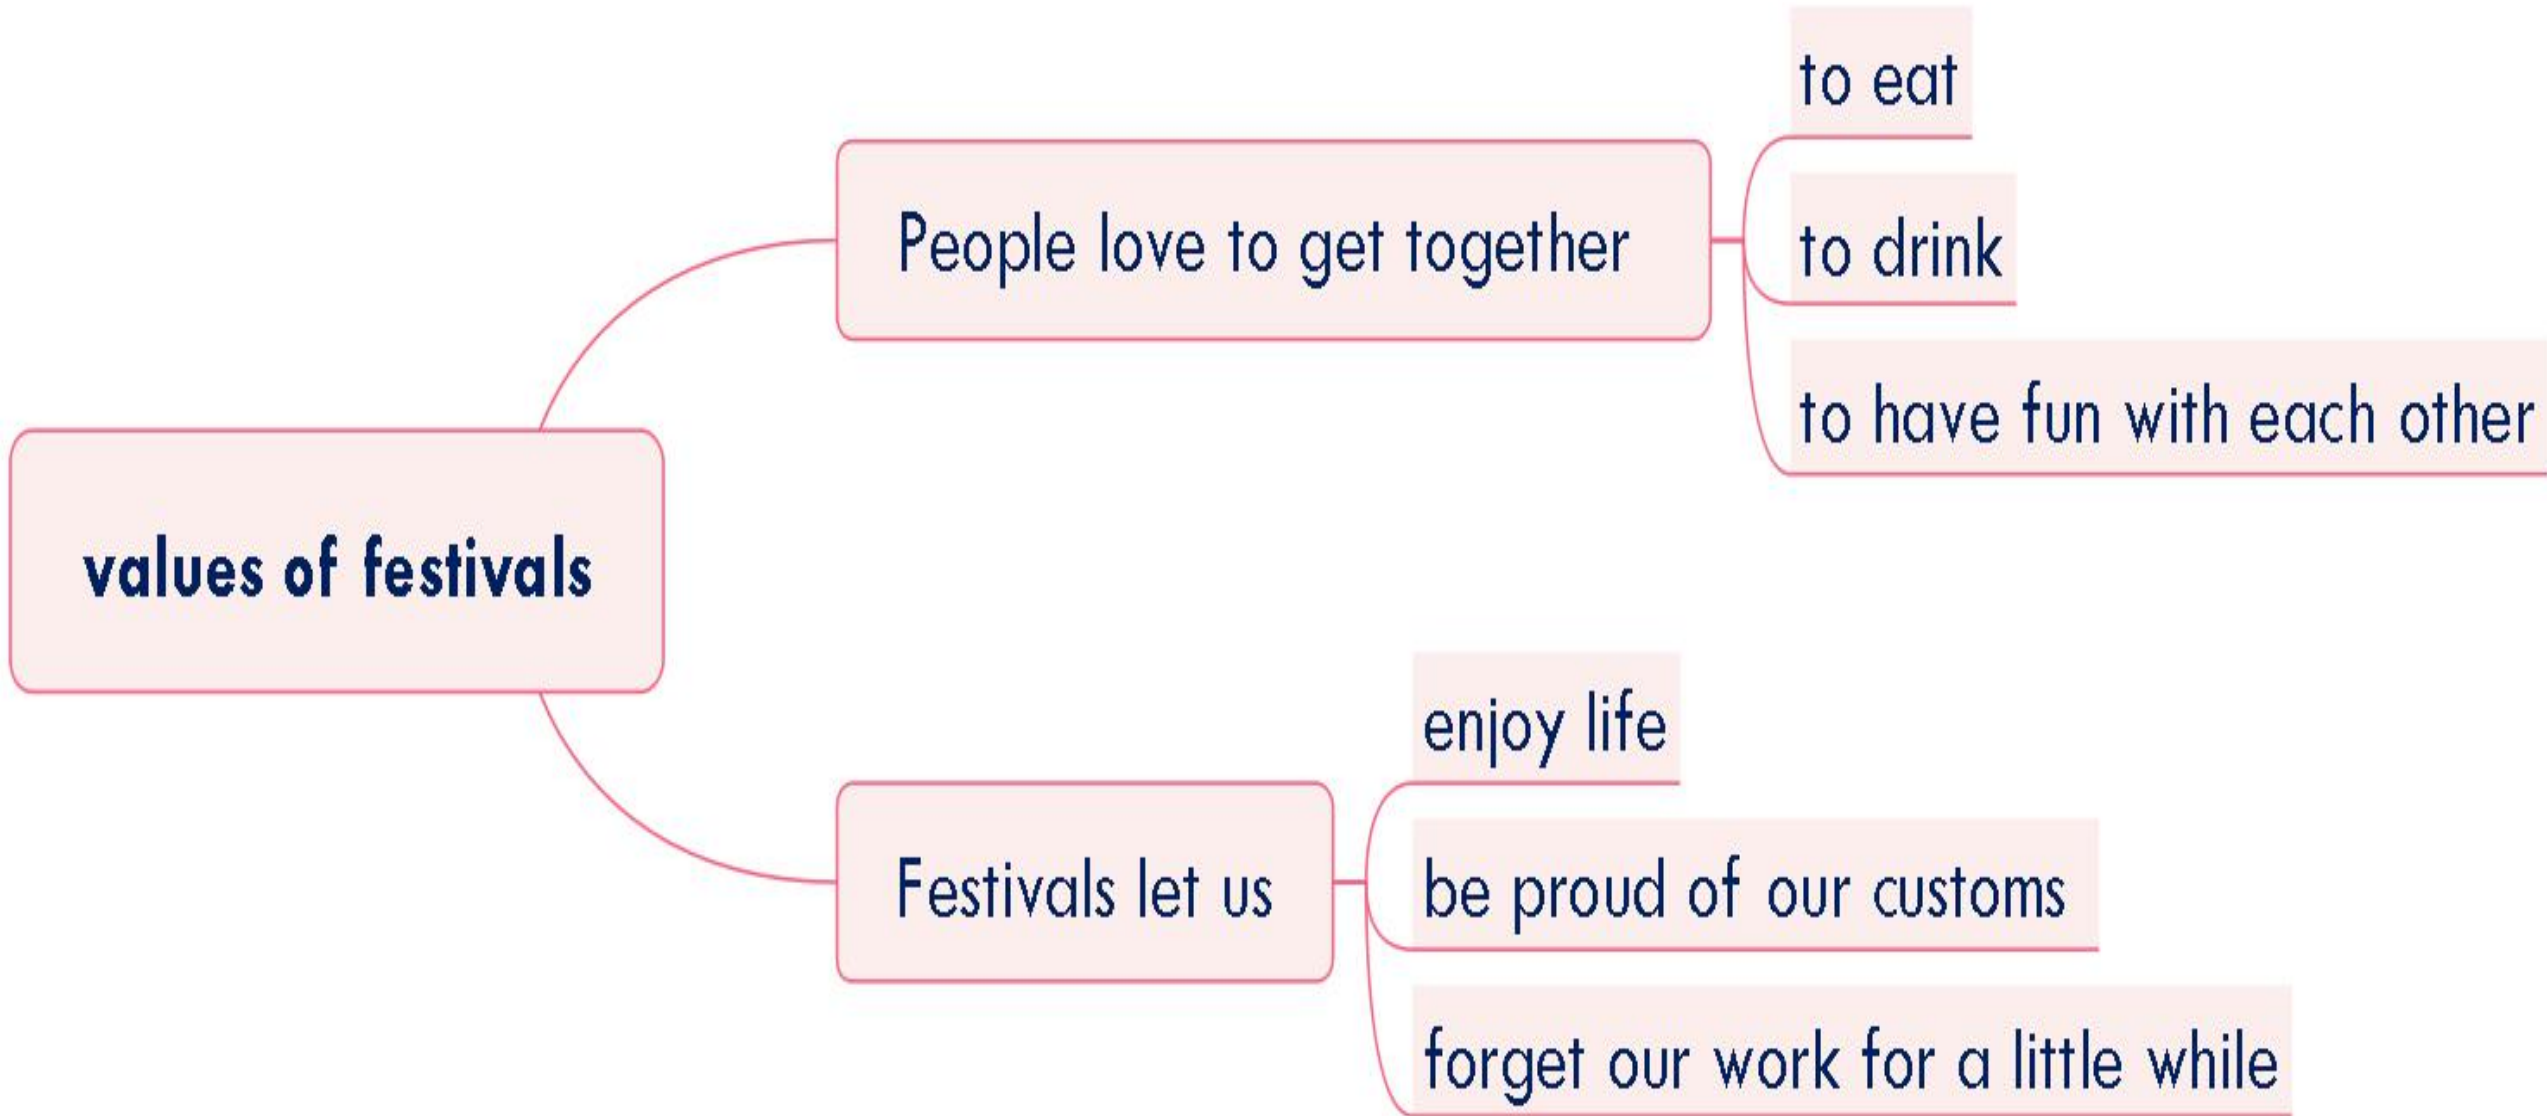 values of festivals
People love to get together
to eat
to drink
to have fun with each other
Festivals let us
enjoy life
be proud of our customs
forget our work for a little while